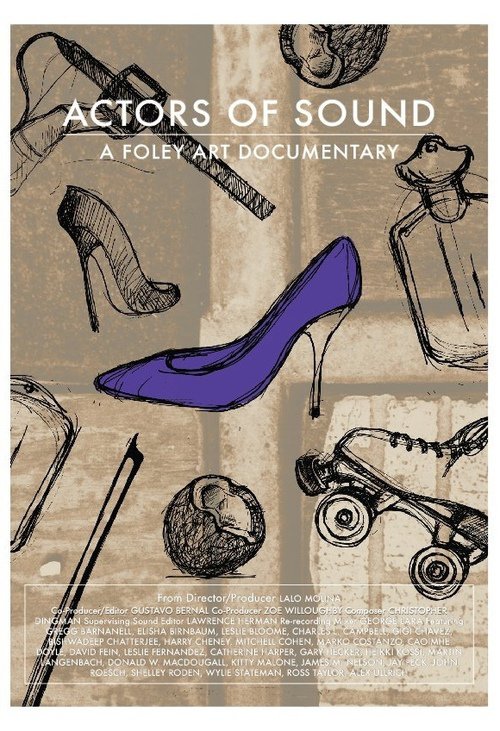 ACTORS OF SOUND
A FOLEY ART DOCUMENTARY
From Director/Producer LALO MOLINA
Co-Producer/Editor GUSTAVO BERNAL Co-Producer ZOE WILLOUGHBY Composer CHRISTOPHER
DINGMAN Supervising Sound Editor LAWRENCE HERMAN Re-recording Mixer GEORGE LARA Featuring
GREGG BARNANELL, ELISHA BIRNBAUM, LESLIE BLOOME, CHARLES L. CAMPBELL, GIGI CHAVEZ,
BISHWADEEP CHATTERJEE, HARRY CHENEY, MITCHELL COHEN, MARKO COSTANZO, CAO MHE
DOYLE, DAVID FEIN, LESLIE FERNANDEZ, CATHERINE HARPER, GARY HECKER, HEIKKI KOSSI, MARTIN
LANGENBACH, DONALD W. MACDOUGALL, KITTY MALONE, JAMES M. NELSON, JAY PECK, JOHN
ROESCH, SHELLEY RODEN, WYLIE STATEMAN, ROSS TAYLOR, ALEX ULLRICH